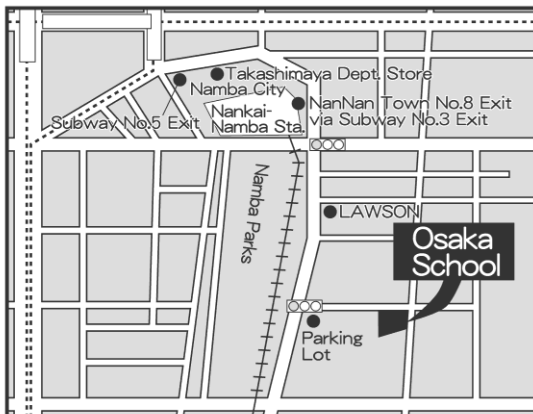 Takashimaya Dept. Store
Namba City
Subway No.5 Exit
Nankai-
Namba Sta.
NanNan Town No.8 Exit
via Subway No.3 Exit
Namba Parks
LAWSON
Osaka
School
Parking
Lot